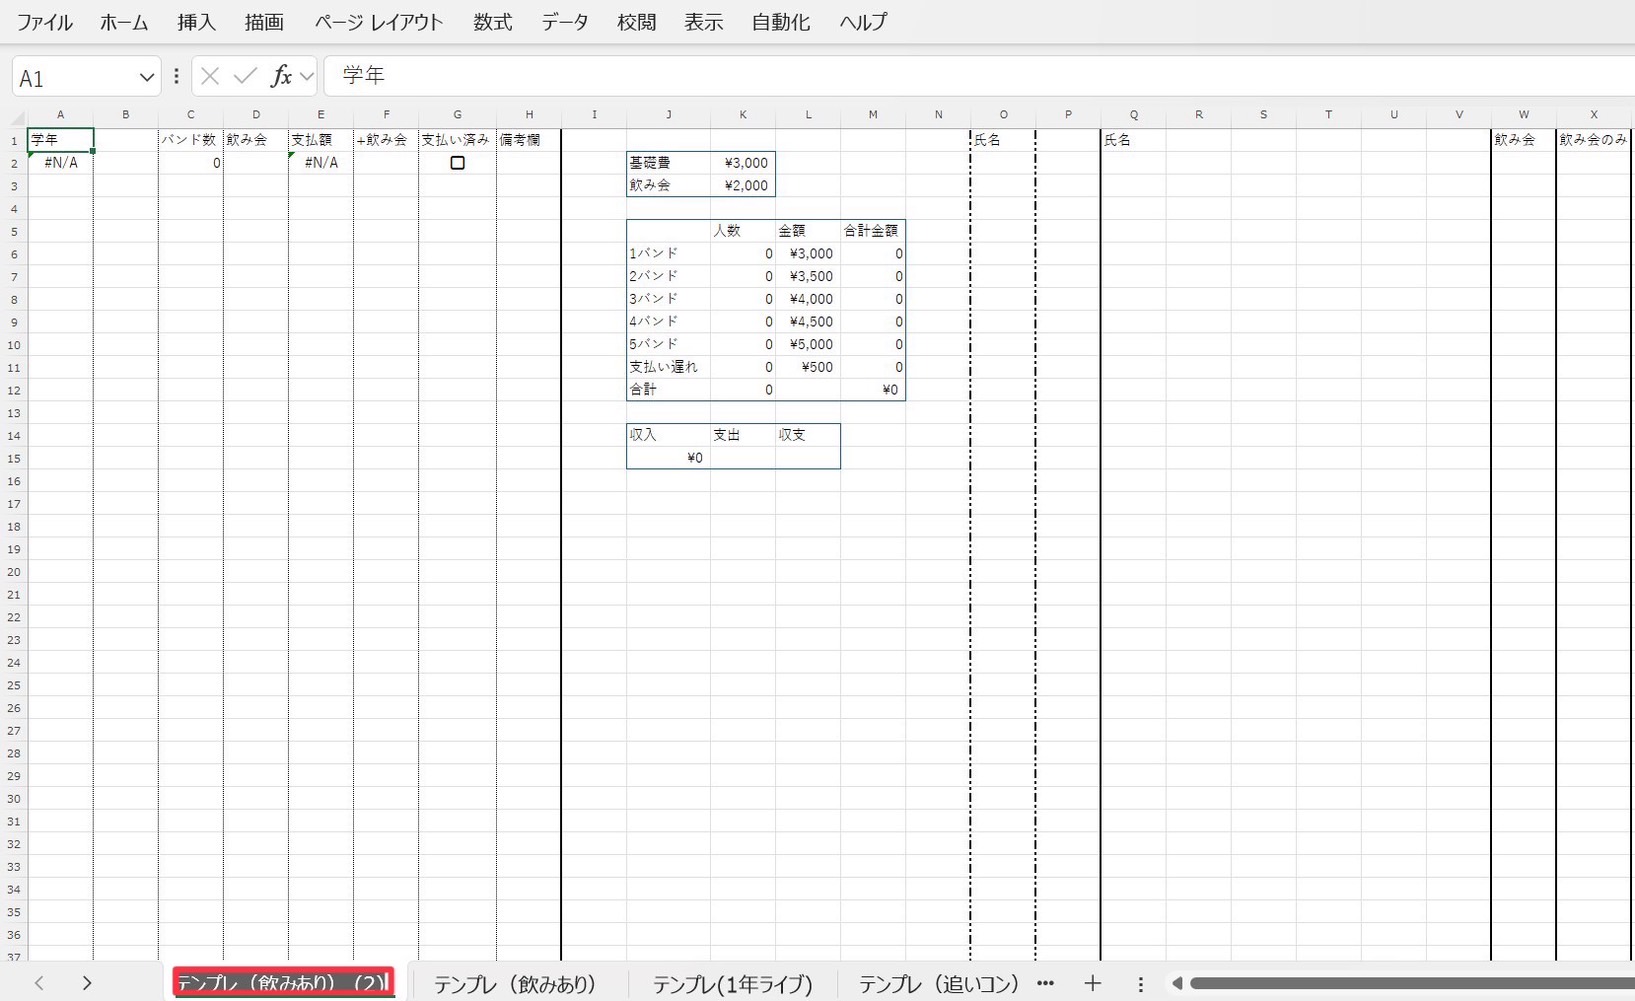 ファイル ホーム 挿入 描画 ページ レイアウト 数式 データ 校閲 表示 自動化 ヘルプ
A1 fx 学年
A B C D E F G H I J K L M N O P Q R S T U V W X
1 学年 バンド数 飲み会 支払額 +飲み会 支払い済み 備考欄 氏名 氏名 飲み会 飲み会のみ
2 #N/A 0 #N/A 基礎費 ¥3,000
3 飲み会 ¥2,000
4
5 人数 金額 合計金額
6 1バンド 0 ¥3,000 0
7 2バンド 0 ¥3,500 0
8 3バンド 0 ¥4,000 0
9 4バンド 0 ¥4,500 0
10 5バンド 0 ¥5,000 0
11 支払い遅れ 0 ¥500 0
12 合計 0 ¥0
13
14 収入 支出 収支
15 ¥0
16
17
18
19
20
21
22
23
24
25
26
27
28
29
30
31
32
33
34
35
36
37
テンプレ（飲みあり） (2) テンプレ（飲みあり） テンプレ(1年ライブ) テンプレ（追いコン）